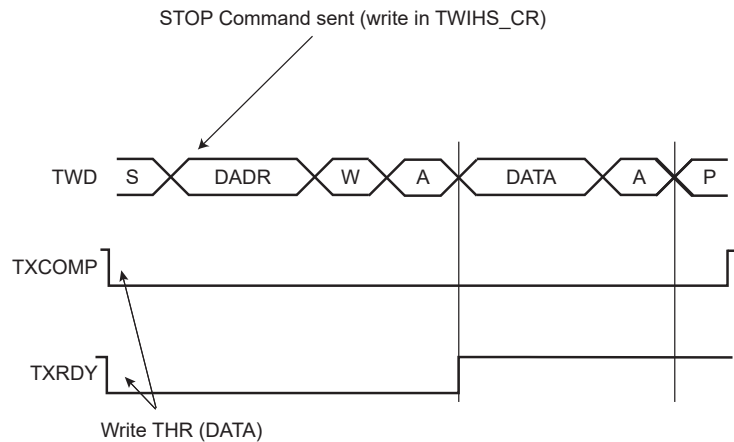 STOP Command sent (write in TWIHS_CR)
TWD S DADR W A DATA A P
TXCOMP
TXRDY
Write THR (DATA)